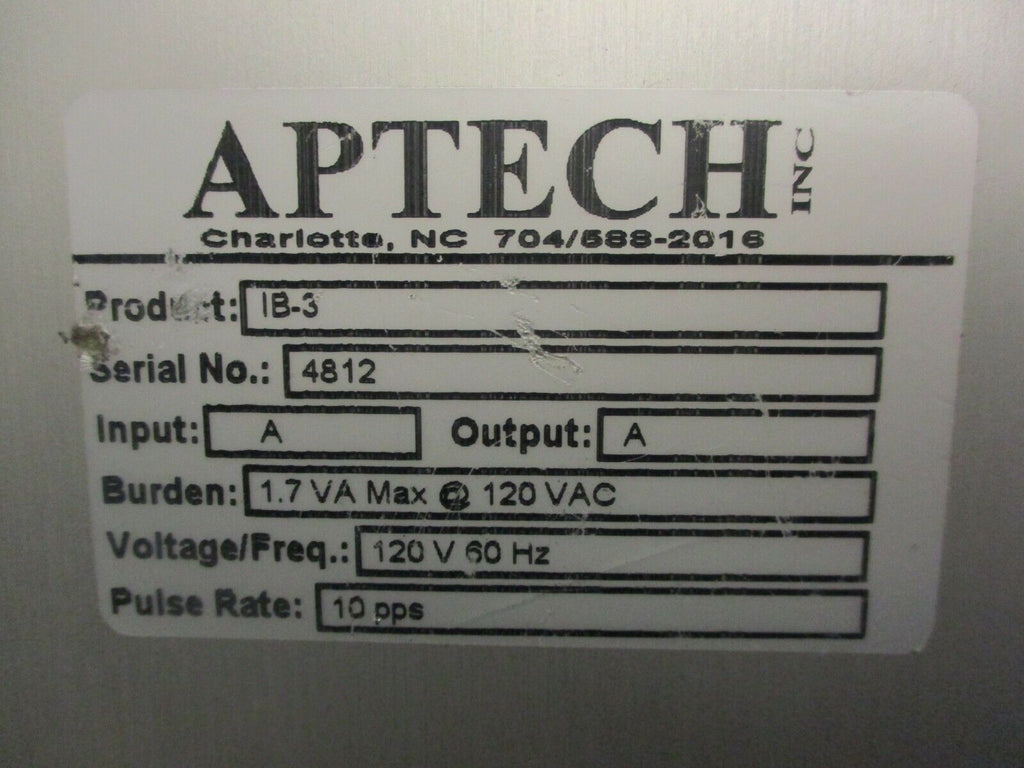 APTECH INC
Charlotte, NC 704/588-2016
Product: IB-3
Serial No.: 4812
Input: A Output: A
Burden: 1.7 VA Max @ 120 VAC
Voltage/Freq.: 120 V 60 Hz
Pulse Rate: 10 pps